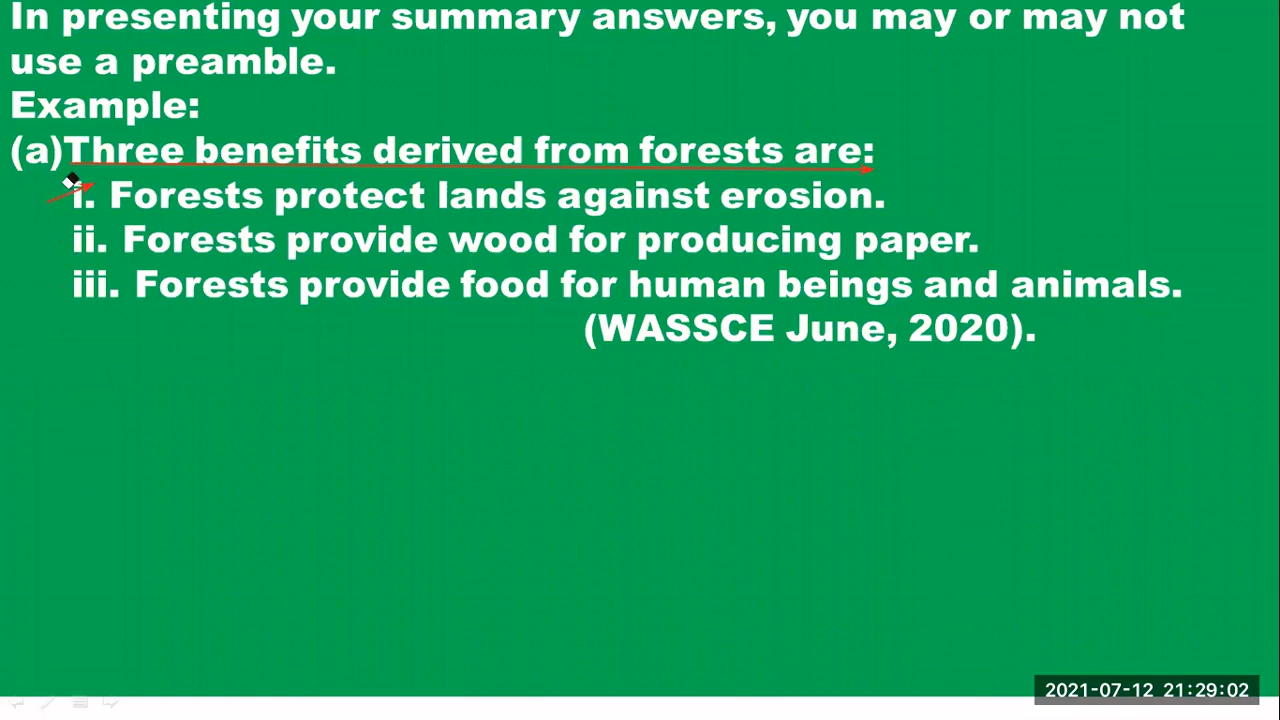 In presenting your summary answers, you may or may not
use a preamble.
Example:
(a)Three benefits derived from forests are:
i. Forests protect lands against erosion.
ii. Forests provide wood for producing paper.
iii. Forests provide food for human beings and animals.
(WASSCE June, 2020).
2021-07-12 21:29:02